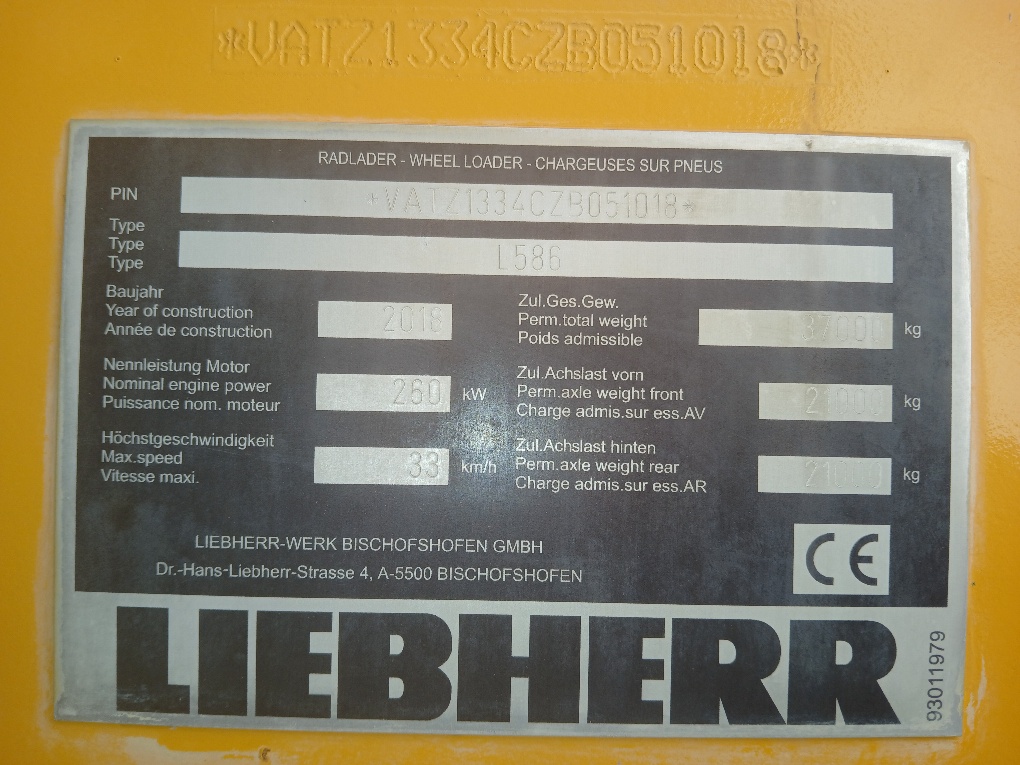 *VATZ1334CZB051018*
RADLADER - WHEEL LOADER - CHARGEUSES SUR PNEUS
PIN *VATZ1334CZB051018*
Type
Type
Type L586
Baujahr
Year of construction 2018
Année de construction
Zul.Ges.Gew.
Perm.total weight 37000 kg
Poids admissible
Nennleistung Motor
Nominal engine power 260 kW
Puissance nom. moteur
Zul.Achslast vorn
Perm.axle weight front 21000 kg
Charge admis.sur ess.AV
Höchstgeschwindigkeit
Max.speed 33 km/h
Vitesse maxi.
Zul.Achslast hinten
Perm.axle weight rear 21000 kg
Charge admis.sur ess.AR
LIEBHERR-WERK BISCHOFSHOFEN GMBH
Dr.-Hans-Liebherr-Strasse 4, A-5500 BISCHOFSHOFEN
CE
LIEBHERR
93011979